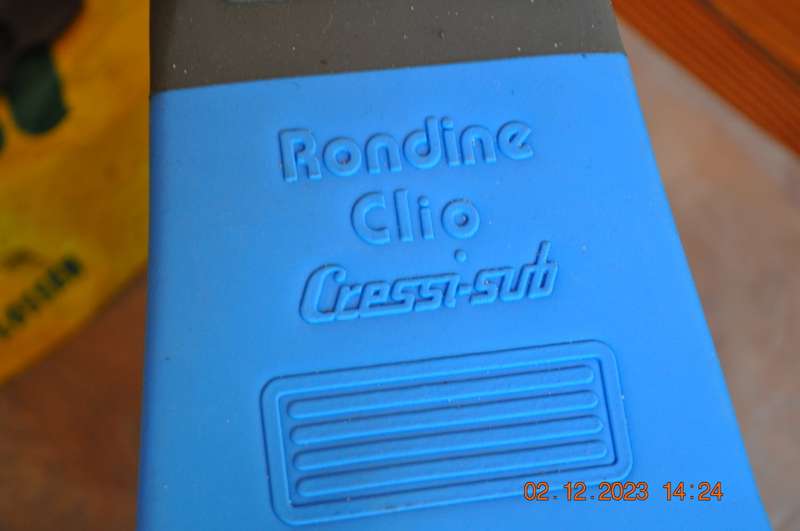 Rondine
Clio
Cressi-sub
02.12.2023 14:24